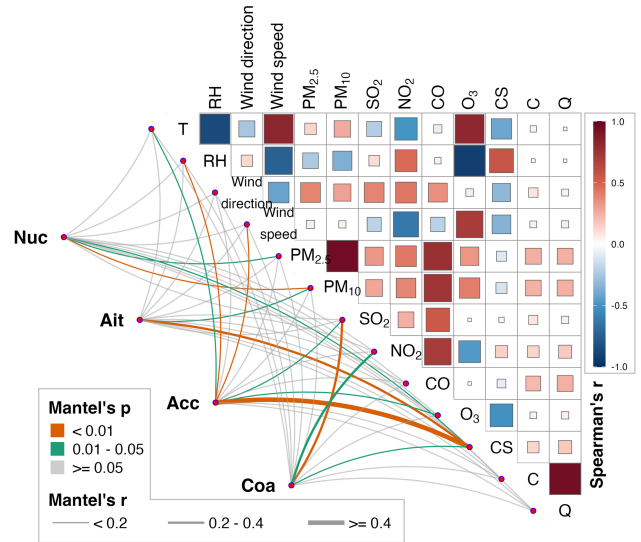 RH
Wind direction
Wind speed
PM2.5
PM10
SO2
NO2
CO
O3
CS
C
Q
T
RH
Wind
direction
Wind
speed
PM2.5
PM10
SO2
NO2
CO
O3
CS
C
Q
Nuc
Ait
Acc
Coa
1.0
0.5
0.0
-0.5
-1.0
Spearman's r
Mantel's p
< 0.01
0.01 - 0.05
>= 0.05
Mantel's r
< 0.2
0.2 - 0.4
>= 0.4